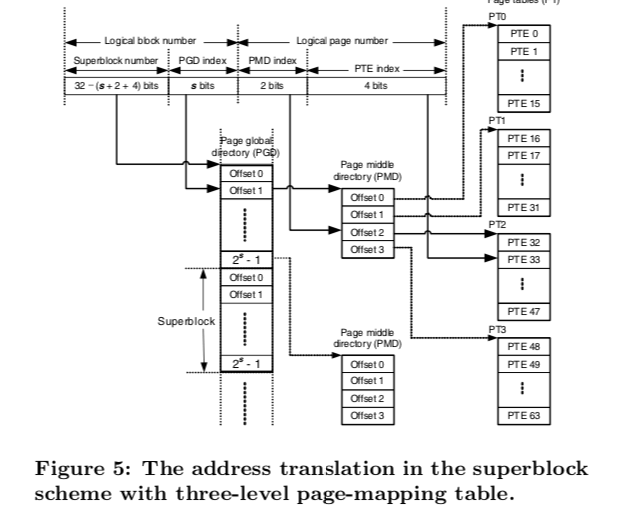 Page tables (PT)
PT0
Logical block number
Logical page number
PTE 0
PTE 1
Superblock number
PGD index
PMD index
PTE index
32 – (s + 2 + 4) bits
s bits
2 bits
4 bits
PTE 15
PT1
PTE 16
PTE 17
PTE 31
Page global
directory (PGD)
Offset 0
Offset 1
2s - 1
Offset 0
Offset 1
2s - 1
Superblock
Page middle
directory (PMD)
Offset 0
Offset 1
Offset 2
Offset 3
PT2
PTE 32
PTE 33
PTE 47
Page middle
directory (PMD)
Offset 0
Offset 1
Offset 2
Offset 3
PT3
PTE 48
PTE 49
PTE 63
Figure 5: The address translation in the superblock
scheme with three-level page-mapping table.